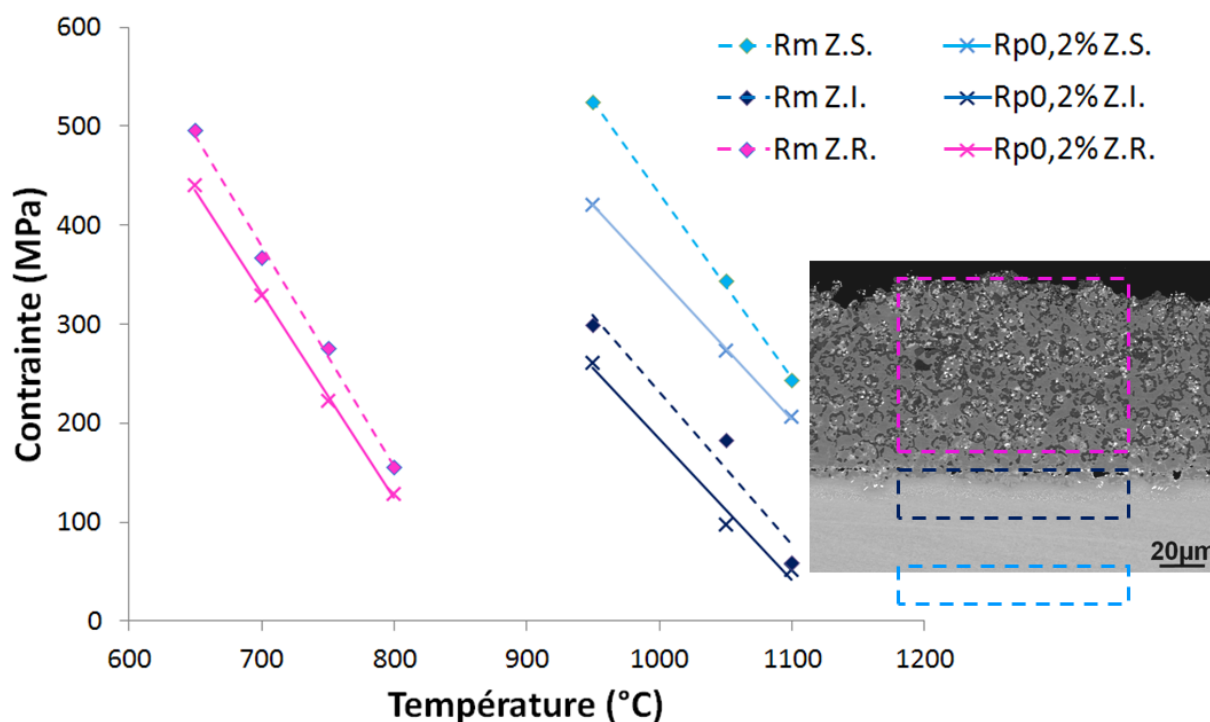 600
500
400
300
200
100
0
Contrainte (MPa)
Rm Z.S.
Rp0,2% Z.S.
Rm Z.I.
Rp0,2% Z.I.
Rm Z.R.
Rp0,2% Z.R.
20µm
600 700 800 900 1000 1100 1200
Température (°C)